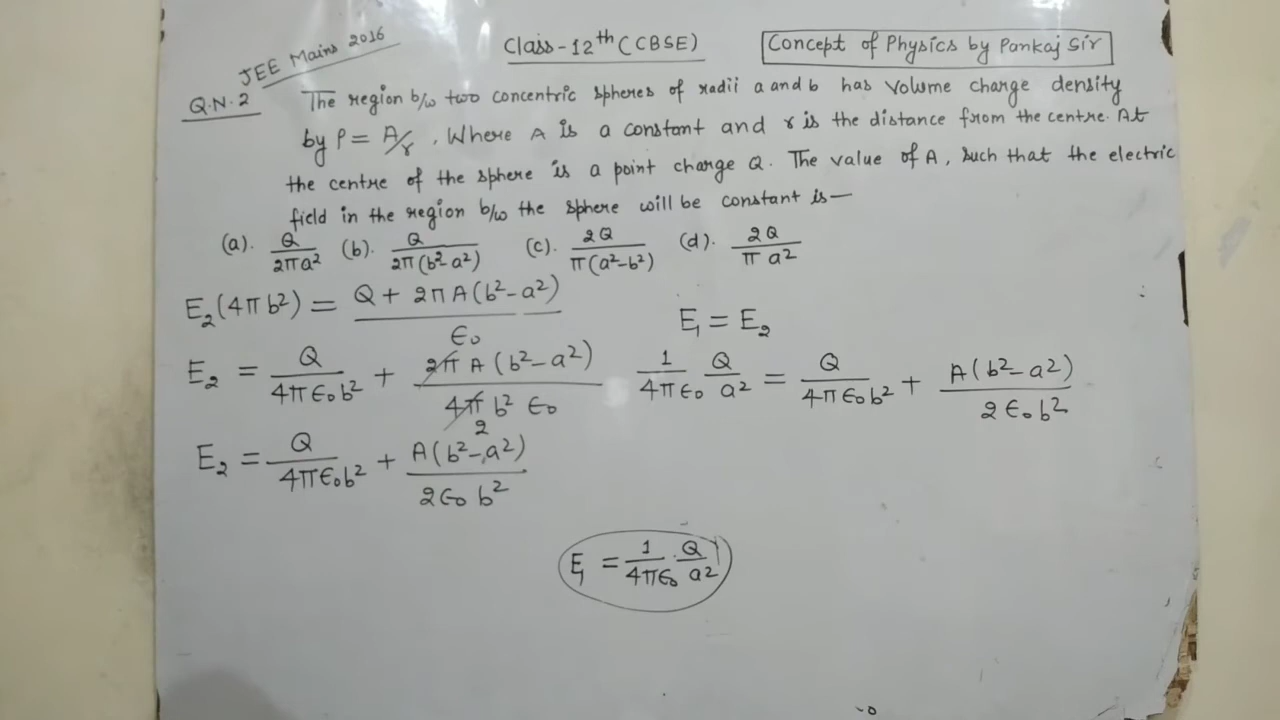 JEE Mains 2016
Class-12th (CBSE)
Concept of Physics by Pankaj Sir
Q.N.2 The region b/w two concentric spheres of radii a and b has volume charge density
by ρ = A/r, Where A is a constant and r is the distance from the centre. At
the centre of the sphere is a point charge Q. The value of A, such that the electric
field in the region b/w the sphere will be constant is—
(a). Q/2πa² (b). Q/2π(b²-a²) (c). 2Q/π(a²-b²) (d). 2Q/πa²
E₂(4πb²) = Q + 2πA(b²-a²)/ϵ₀
E₁ = E₂
E₂ = Q/4πϵ₀b² + 2πA(b²-a²)/4πb²ϵ₀
2
1/4πϵ₀ Q/a² = Q/4πϵ₀b² + A(b²-a²)/2ϵ₀b²
E₂ = Q/4πϵ₀b² + A(b²-a²)/2ϵ₀b²
E₁ = 1/4πϵ₀ . Q/a²